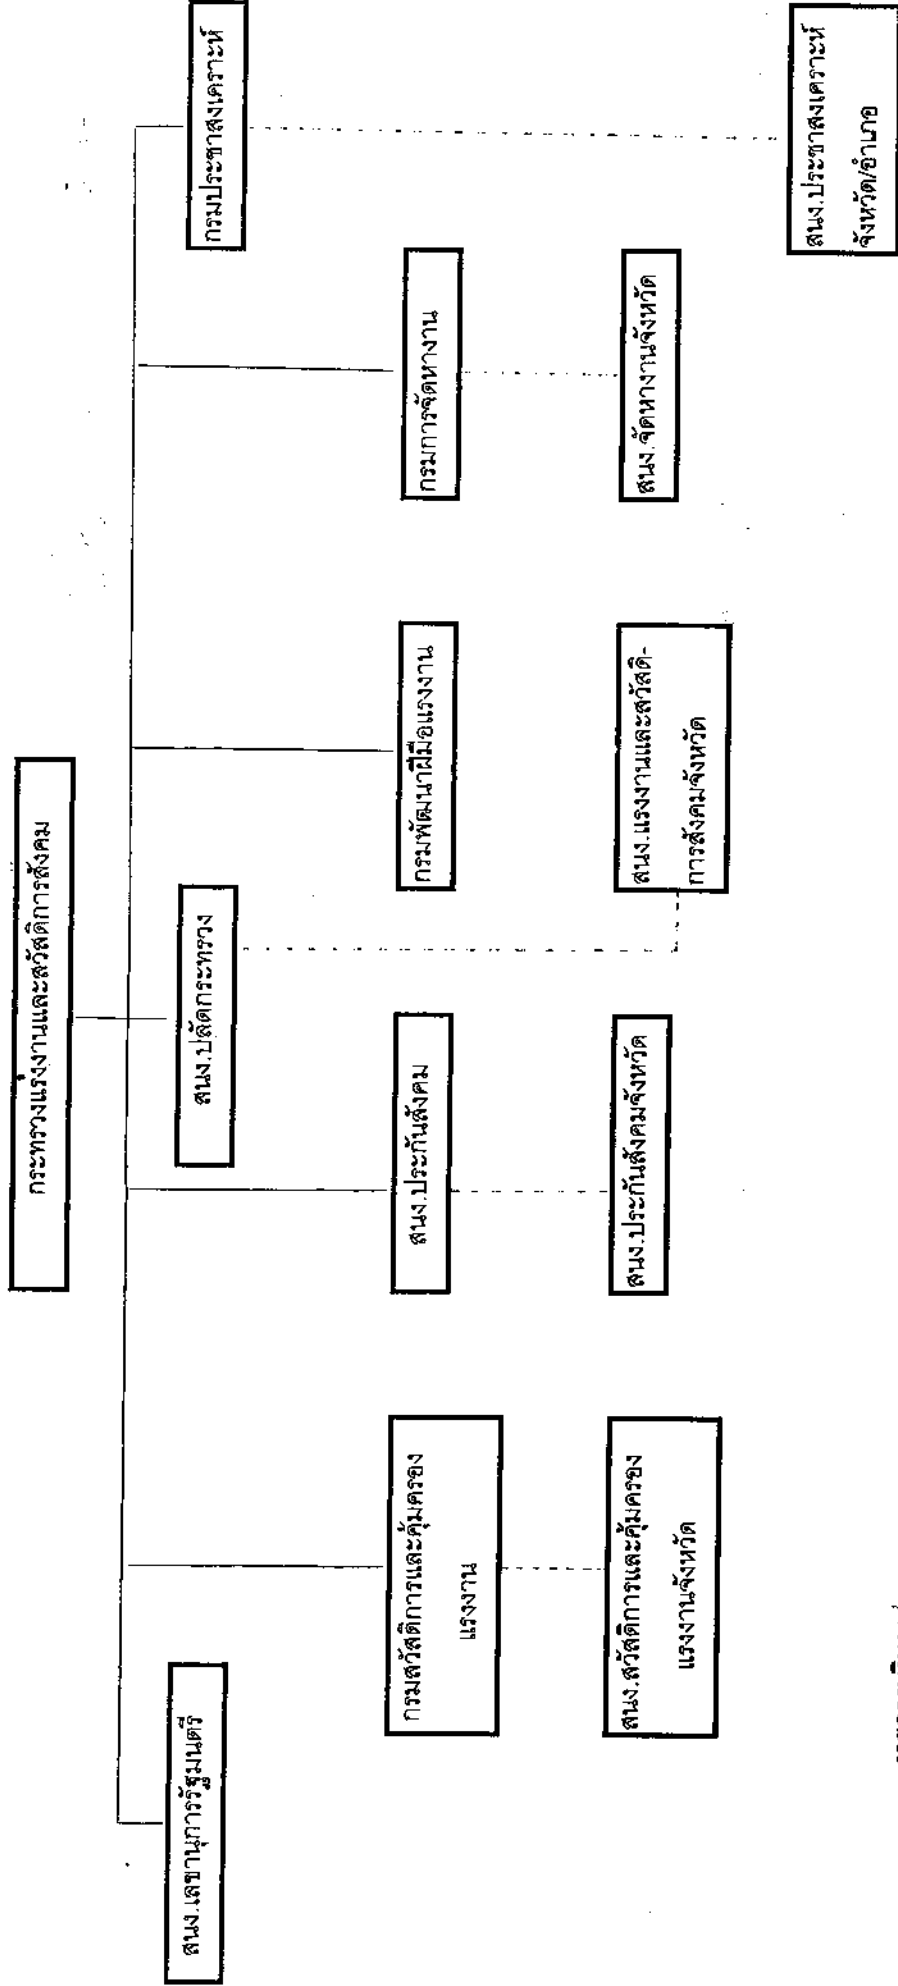 กระทรวงแรงงานและสวัสดิการสังคม
สนง.เลขานุการรัฐมนตรี
สนง.ปลัดกระทรวง
กรมประชาสงเคราะห์
กรมสวัสดิการและคุ้มครอง
แรงงาน
สนง.ประกันสังคม
กรมพัฒนาฝีมือแรงงาน
กรมการจัดหางาน
สนง.สวัสดิการและคุ้มครอง
แรงงานจังหวัด
สนง.ประกันสังคมจังหวัด
สนง.แรงงานและสวัสดิ-
การสังคมจังหวัด
สนง.จัดหางานจังหวัด
สนง.ประชาสงเคราะห์
จังหวัด/อำเภอ